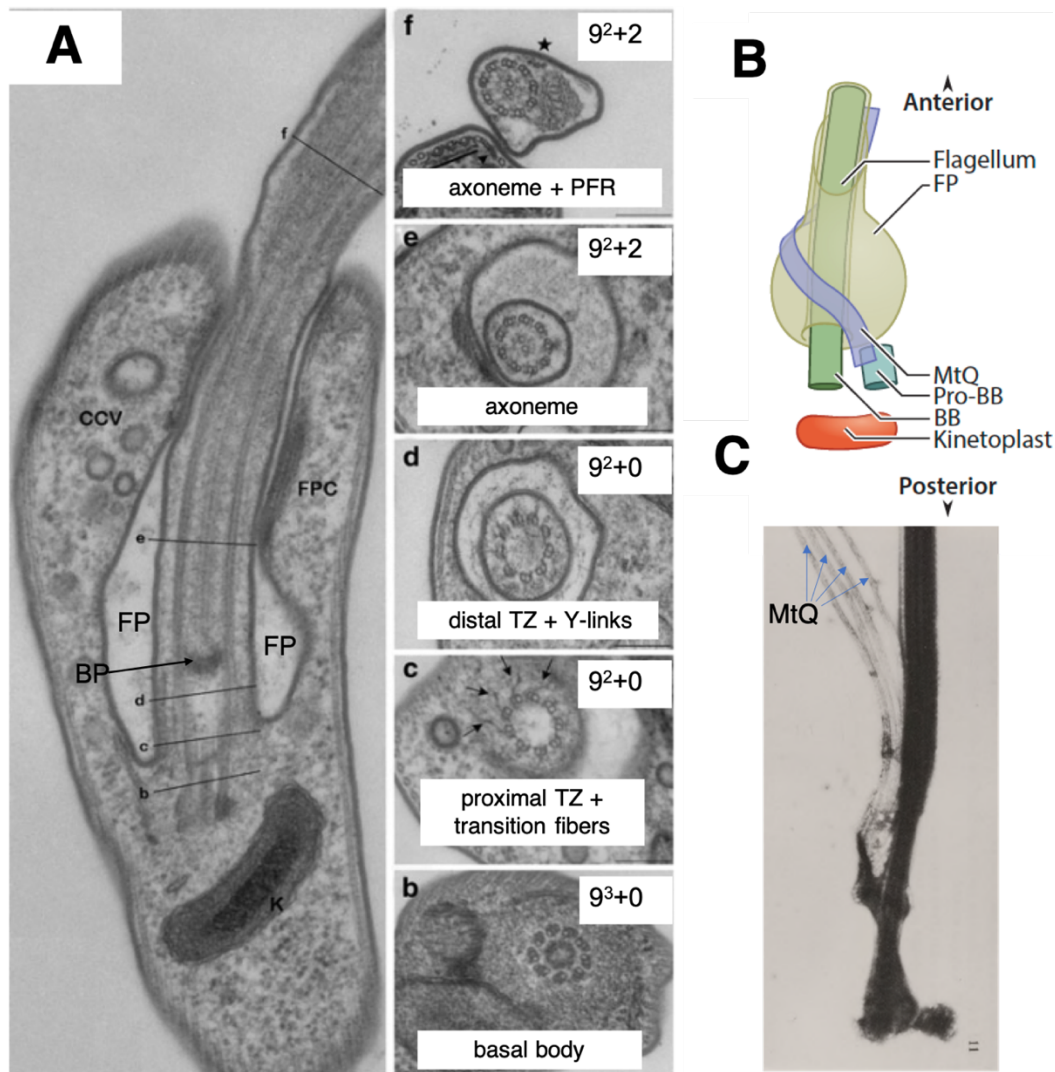 A
f
CCV
FPC
e
FP
FP
BP
d
c
b
K
f
9²+2
axoneme + PFR
e
9²+2
axoneme
d
9²+0
distal TZ + Y-links
c
9²+0
proximal TZ +
transition fibers
b
9³+0
basal body
B
Anterior
Flagellum
FP
MtQ
Pro-BB
BB
Kinetoplast
Posterior
C
MtQ
11